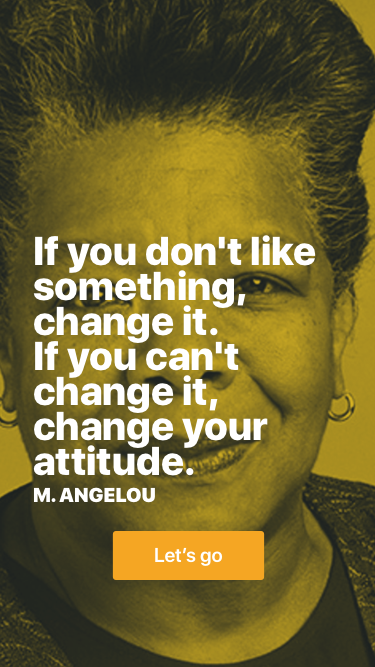 If you don't like
something,
change it.
If you can't
change it,
change your
attitude.
M. ANGELOU
Let’s go